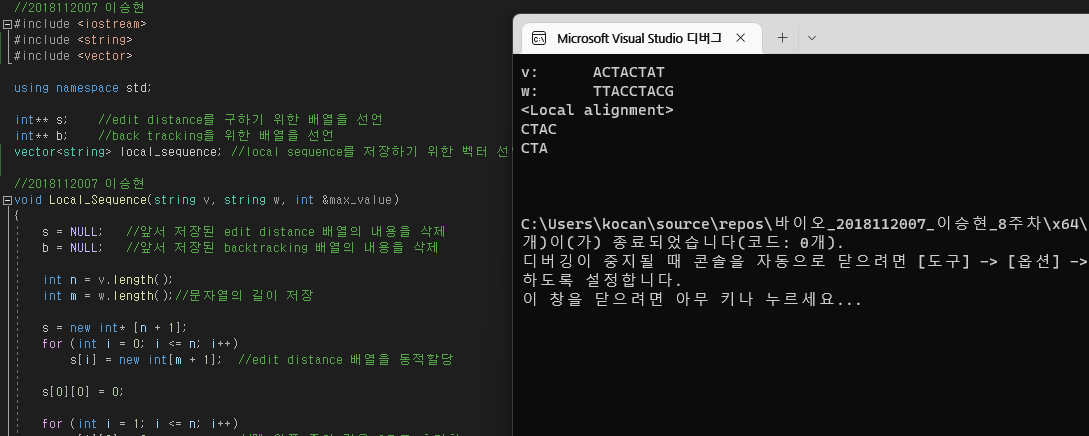 //2018112007 이승현
#include <iostream>
#include <string>
#include <vector>
using namespace std;
int** s;    //edit distance를 구하기 위한 배열을 선언
int** b;    //back tracking을 위한 배열을 선언
vector<string> local_sequence; //local sequence를 저장하기 위한 벡터
//2018112007 이승현
void Local_Sequence(string v, string w, int &max_value)
{
s = NULL;   //앞서 저장된 edit distance 배열의 내용을 삭제
b = NULL;   //앞서 저장된 backtracking 배열의 내용을 삭제
int n = v.length();
int m = w.length();//문자열의 길이 저장
s = new int* [n + 1];
for (int i = 0; i <= n; i++)
s[i] = new int[m + 1];  //edit distance 배열을 동적할당
s[0][0] = 0;
for (int i = 1; i <= n; i++)
Microsoft Visual Studio 디버그
v:      ACTACTAT
w:      TTACCTACG
<Local alignment>
CTAC
CTA
C:\Users\kocan\source\repos\바이오_2018112007_이승현_8주차\x64\
개)이(가) 종료되었습니다(코드: 0개).
디버깅이 중지될 때 콘솔을 자동으로 닫으려면 [도구] -> [옵션] ->
하도록 설정합니다.
이 창을 닫으려면 아무 키나 누르세요...